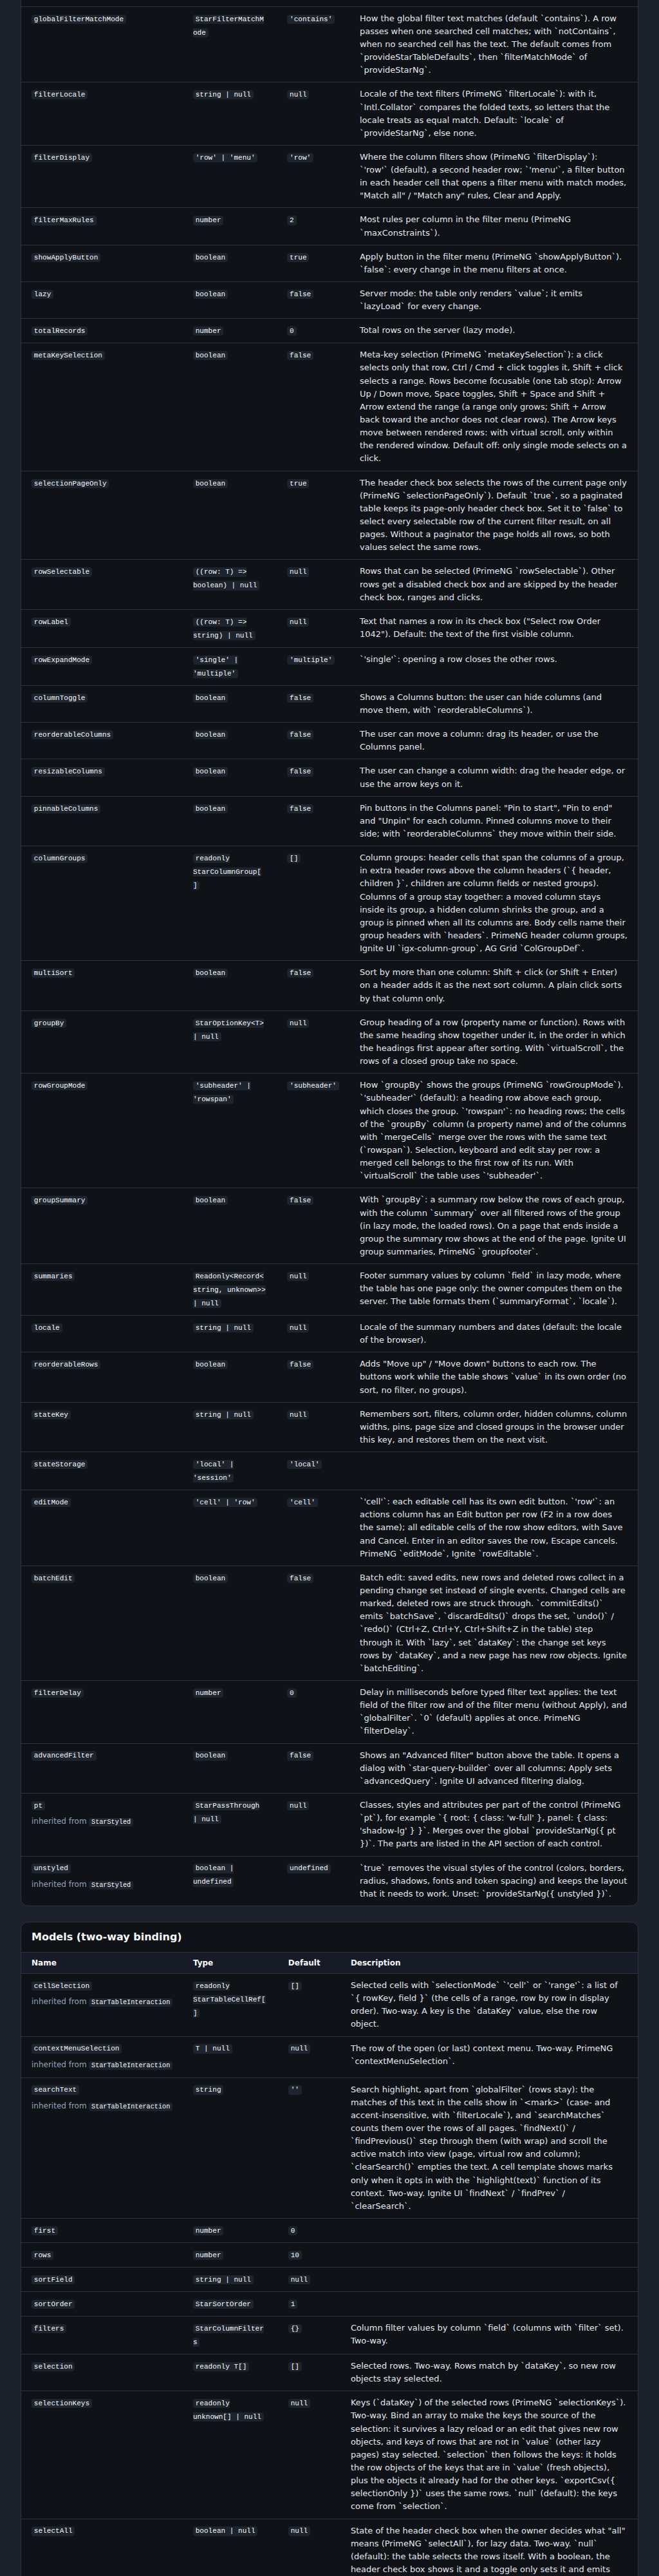 globalFilterMatchMode StarFilterMatchM 'contains' How the global filter text matches (default `contains`). A row
ode passes when one searched cell matches; with `notContains`,
when no searched cell has the text. The default comes from
`provideStarTableDefaults`, then `filterMatchMode` of
`provideStarNg`.
filterLocale string | null null Locale of the text filters (PrimeNG `filterLocale`): with it,
`Intl.Collator` compares the folded texts, so letters that the
locale treats as equal match. Default: `locale` of
`provideStarNg`, else none.
filterDisplay 'row' | 'menu' 'row' Where the column filters show (PrimeNG `filterDisplay`):
`'row'` (default), a second header row; `'menu'`, a filter button
in each header cell that opens a filter menu with match modes,
"Match all" / "Match any" rules, Clear and Apply.
filterMaxRules number 2 Most rules per column in the filter menu (PrimeNG
`maxConstraints`).
showApplyButton boolean true Apply button in the filter menu (PrimeNG `showApplyButton`).
`false`: every change in the menu filters at once.
lazy boolean false Server mode: the table only renders `value`; it emits
`lazyLoad` for every change.
totalRecords number 0 Total rows on the server (lazy mode).
metaKeySelection boolean false Meta-key selection (PrimeNG `metaKeySelection`): a click
selects only that row, Ctrl / Cmd + click toggles it, Shift + click
selects a range. Rows become focusable (one tab stop): Arrow
Up / Down move, Space toggles, Shift + Space and Shift +
Arrow extend the range (a range only grows; Shift + Arrow
back toward the anchor does not clear rows). The Arrow keys
move between rendered rows: with virtual scroll, only within
the rendered window. Default off: only single mode selects on a
click.
selectionPageOnly boolean true The header check box selects the rows of the current page only
(PrimeNG `selectionPageOnly`). Default `true`, so a paginated
table keeps its page-only header check box. Set it to `false` to
select every selectable row of the current filter result, on all
pages. Without a paginator the page holds all rows, so both
values select the same rows.
rowSelectable ((row: T) => null Rows that can be selected (PrimeNG `rowSelectable`). Other
boolean) | null rows get a disabled check box and are skipped by the header
check box, ranges and clicks.
rowLabel ((row: T) => null Text that names a row in its check box ("Select row Order
string) | null 1042"). Default: the text of the first visible column.
rowExpandMode 'single' | 'multiple' `'single'`: opening a row closes the other rows.
'multiple'
columnToggle boolean false Shows a Columns button: the user can hide columns (and
move them, with `reorderableColumns`).
reorderableColumns boolean false The user can move a column: drag its header, or use the
Columns panel.
resizableColumns boolean false The user can change a column width: drag the header edge, or
use the arrow keys on it.
pinnableColumns boolean false Pin buttons in the Columns panel: "Pin to start", "Pin to end"
and "Unpin" for each column. Pinned columns move to their
side; with `reorderableColumns` they move within their side.
columnGroups readonly [] Column groups: header cells that span the columns of a group,
StarColumnGroup[ in extra header rows above the column headers (`{ header,
] children }`, children are column fields or nested groups).
Columns of a group stay together: a moved column stays
inside its group, a hidden column shrinks the group, and a
group is pinned when all its columns are. Body cells name their
group headers with `headers`. PrimeNG header column groups,
Ignite UI `igx-column-group`, AG Grid `ColGroupDef`.
multiSort boolean false Sort by more than one column: Shift + click (or Shift + Enter)
on a header adds it as the next sort column. A plain click sorts
by that column only.
groupBy StarOptionKey<T> null Group heading of a row (property name or function). Rows with
| null the same heading show together under it, in the order in which
the headings first appear after sorting. With `virtualScroll`, the
rows of a closed group take no space.
rowGroupMode 'subheader' | 'subheader' How `groupBy` shows the groups (PrimeNG `rowGroupMode`).
'rowspan' `'subheader'` (default): a heading row above each group,
which closes the group. `'rowspan'`: no heading rows; the cells
of the `groupBy` column (a property name) and of the columns
with `mergeCells` merge over the rows with the same text
(`rowspan`). Selection, keyboard and edit stay per row: a
merged cell belongs to the first row of its run. With
`virtualScroll` the table uses `'subheader'`.
groupSummary boolean false With `groupBy`: a summary row below the rows of each group,
with the column `summary` over all filtered rows of the group
(in lazy mode, the loaded rows). On a page that ends inside a
group the summary row shows at the end of the page. Ignite UI
group summaries, PrimeNG `groupfooter`.
summaries Readonly<Record< null Footer summary values by column `field` in lazy mode, where
string, unknown>> the table has one page only: the owner computes them on the
| null server. The table formats them (`summaryFormat`, `locale`).
locale string | null null Locale of the summary numbers and dates (default: the locale
of the browser).
reorderableRows boolean false Adds "Move up" / "Move down" buttons to each row. The
buttons work while the table shows `value` in its own order (no
sort, no filter, no groups).
stateKey string | null null Remembers sort, filters, column order, hidden columns, column
widths, pins, page size and closed groups in the browser under
this key, and restores them on the next visit.
stateStorage 'local' | 'local'
'session'
editMode 'cell' | 'row' 'cell' `'cell'`: each editable cell has its own edit button. `'row'`: an
actions column has an Edit button per row (F2 in a row does
the same); all editable cells of the row show editors, with Save
and Cancel. Enter in an editor saves the row, Escape cancels.
PrimeNG `editMode`, Ignite `rowEditable`.
batchEdit boolean false Batch edit: saved edits, new rows and deleted rows collect in a
pending change set instead of single events. Changed cells are
marked, deleted rows are struck through. `commitEdits()`
emits `batchSave`, `discardEdits()` drops the set, `undo()` /
`redo()` (Ctrl+Z, Ctrl+Y, Ctrl+Shift+Z in the table) step
through it. With `lazy`, set `dataKey`: the change set keys
rows by `dataKey`, and a new page has new row objects. Ignite
`batchEditing`.
filterDelay number 0 Delay in milliseconds before typed filter text applies: the text
field of the filter row and of the filter menu (without Apply), and
`globalFilter`. `0` (default) applies at once. PrimeNG
`filterDelay`.
advancedFilter boolean false Shows an "Advanced filter" button above the table. It opens a
dialog with `star-query-builder` over all columns; Apply sets
`advancedQuery`. Ignite UI advanced filtering dialog.
pt StarPassThrough null Classes, styles and attributes per part of the control (PrimeNG
inherited from StarStyled | null `pt`), for example `{ root: { class: 'w-full' }, panel: { class:
'shadow-lg' } }`. Merges over the global `provideStarNg({ pt
})`. The parts are listed in the API section of each control.
unstyled boolean | undefined `true` removes the visual styles of the control (colors, borders,
inherited from StarStyled undefined radius, shadows, fonts and token spacing) and keeps the layout
that it needs to work. Unset: `provideStarNg({ unstyled })`.
Models (two-way binding)
Name Type Default Description
cellSelection readonly [] Selected cells with `selectionMode` `'cell'` or `'range'`: a list of
inherited from StarTableInteraction StarTableCellRef[ `{ rowKey, field }` (the cells of a range, row by row in display
] order). Two-way. A key is the `dataKey` value, else the row
object.
contextMenuSelection T | null null The row of the open (or last) context menu. Two-way. PrimeNG
inherited from StarTableInteraction `contextMenuSelection`.
searchText string '' Search highlight, apart from `globalFilter` (rows stay): the
inherited from StarTableInteraction matches of this text in the cells show in `<mark>` (case- and
accent-insensitive, with `filterLocale`), and `searchMatches`
counts them over the rows of all pages. `findNext()` /
`findPrevious()` step through them (with wrap) and scroll the
active match into view (page, virtual row and column);
`clearSearch()` empties the text. A cell template shows marks
only when it opts in with the `highlight(text)` function of its
context. Two-way. Ignite UI `findNext` / `findPrev` /
`clearSearch`.
first number 0
rows number 10
sortField string | null null
sortOrder StarSortOrder 1
filters StarColumnFilter {} Column filter values by column `field` (columns with `filter` set).
s Two-way.
selection readonly T[] [] Selected rows. Two-way. Rows match by `dataKey`, so new row
objects stay selected.
selectionKeys readonly null Keys (`dataKey`) of the selected rows (PrimeNG `selectionKeys`).
unknown[] | null Two-way. Bind an array to make the keys the source of the
selection: it survives a lazy reload or an edit that gives new row
objects, and keys of rows that are not in `value` (other lazy
pages) stay selected. `selection` then follows the keys: it holds
the row objects of the keys that are in `value` (fresh objects),
plus the objects it already had for the other keys. `exportCsv({
selectionOnly })` uses the same rows. `null` (default): the keys
come from `selection`.
selectAll boolean | null null State of the header check box when the owner decides what "all"
means (PrimeNG `selectAll`), for lazy data. Two-way. `null`
(default): the table selects the rows itself. With a boolean, the
header check box shows it and a toggle only sets it and emits